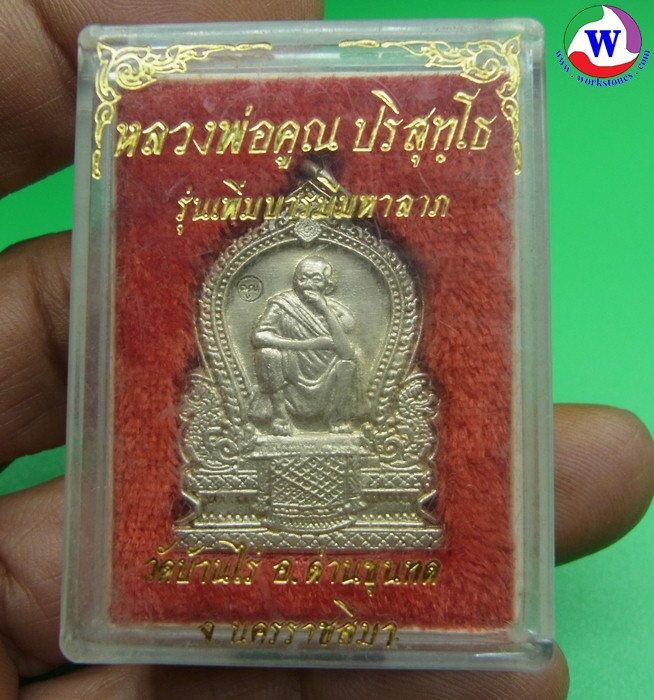 W
www.workstones.com
หลวงพ่อคูณ ปริสุทฺโธ
รุ่นเพิ่มบารมีมหาลาภ
คูณ
วัดบ้านไร่ อ.ด่านขุนทด
จ.นครราชสีมา